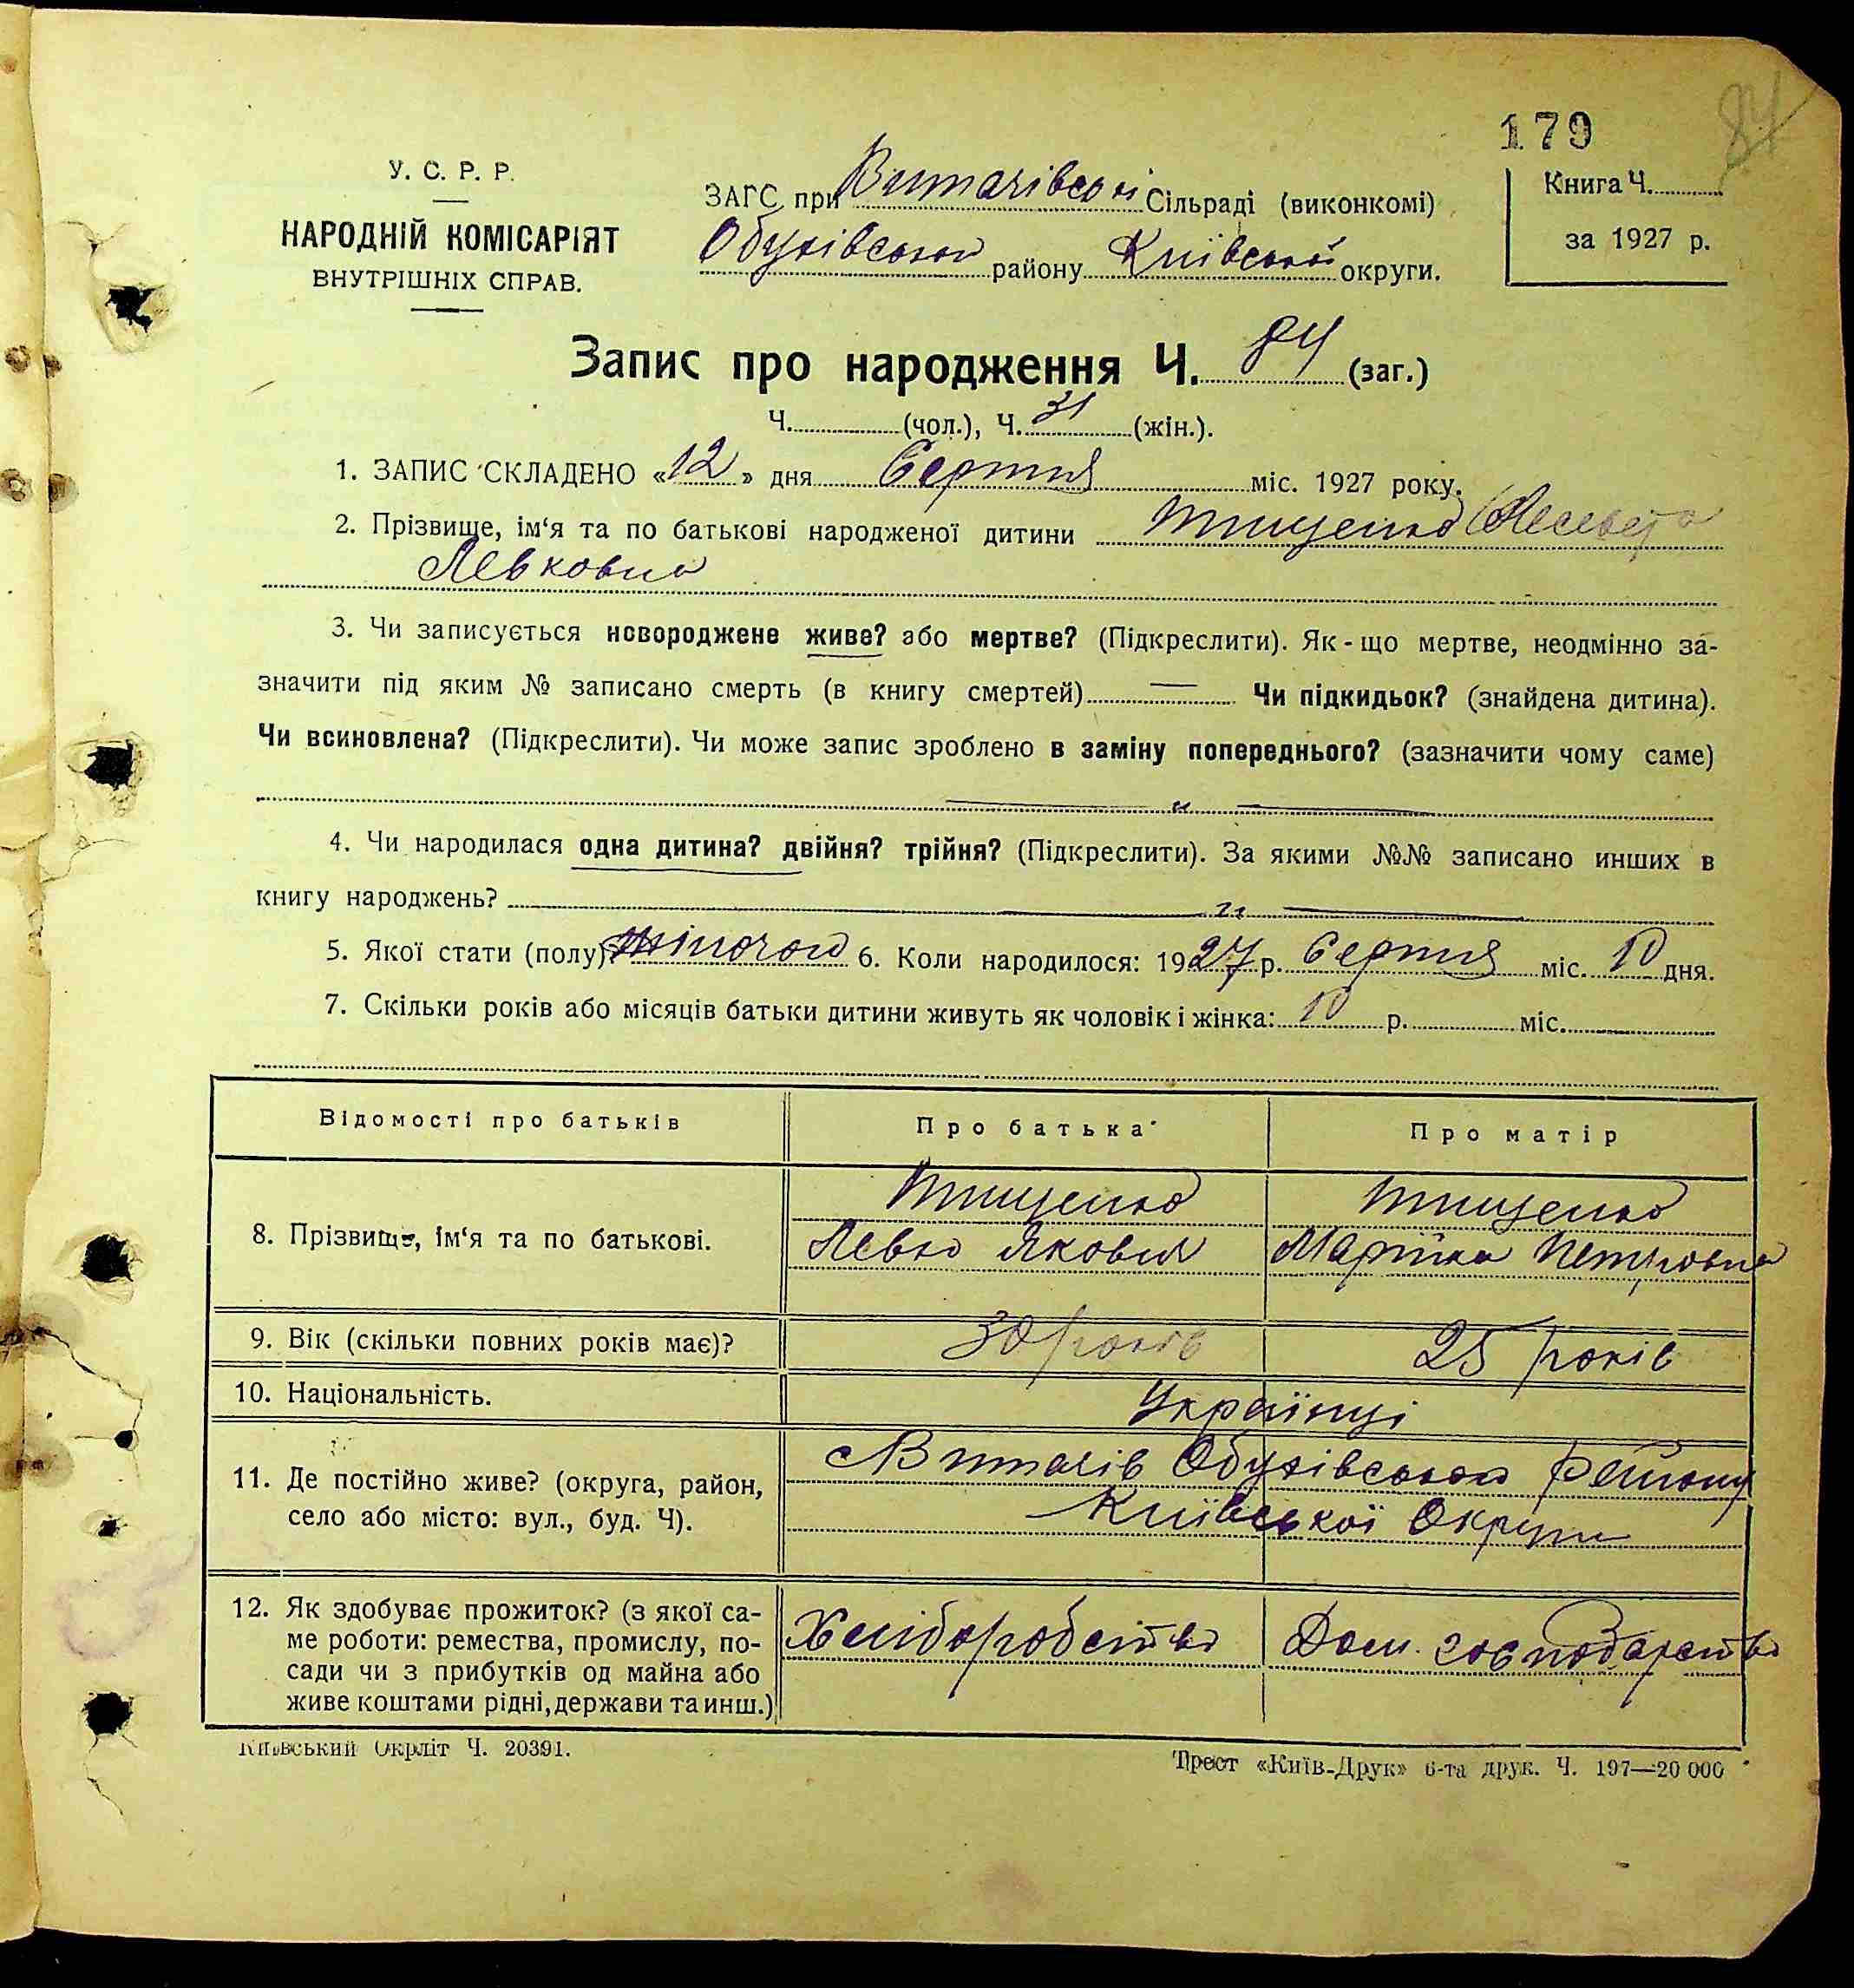 179
84
У. С. Р. Р.
НАРОДНІЙ КОМІСАРІЯТ
ВНУТРІШНІХ СПРАВ.
ЗАГС при Витачівські Сільраді (виконкомі)
Обухівського району Київської округи.
Книга Ч.
за 1927 р.
Запис про народження Ч. 84 (заг.)
Ч. (чол.), Ч. 31 (жін.).
1. ЗАПИС СКЛАДЕНО «12» дня Серпня міс. 1927 року.
2. Прізвище, ім‘я та по батькові народженої дитини Тищенко
Левковна
3. Чи записується новороджене живе? або мертве? (Підкреслити). Як-що мертве, неодмінно за-
значити під яким № записано смерть (в книгу смертей) — Чи підкидьок? (знайдена дитина).
Чи всиновлена? (Підкреслити). Чи може запис зроблено в заміну попереднього? (зазначити чому саме)
— „ —
4. Чи народилася одна дитина? двійня? трійня? (Підкреслити). За якими №№ записано инших в
книгу народжень? — „ —
5. Якої стати (полу)? жіночого 6. Коли народилося: 1927 р. Серпня міс. 10 дня.
7. Скільки років або місяців батьки дитини живуть як чоловік і жінка: 10 р. міс.
Відомості про батьків Про батька Про матір
8. Прізвище, ім‘я та по батькові.
Тищенко Тищенко
Левко Якович Марійка Петровна
9. Вік (скільки повних років має)? 30 років 25 років
10. Національність. Українці
11. Де постійно живе? (округа, район,
село або місто: вул., буд. Ч).
с Витачів Обухівського району
Київської Округи
12. Як здобуває прожиток? (з якої са-
ме роботи: ремества, промислу, по-
сади чи з прибутків од майна або
живе коштами рідні, держави та инш.)
Хліборобство Дом. господарство
Київський Окрліт Ч. 20391.
Трест «Київ-Друк» 6-та друк. Ч. 197—20 000